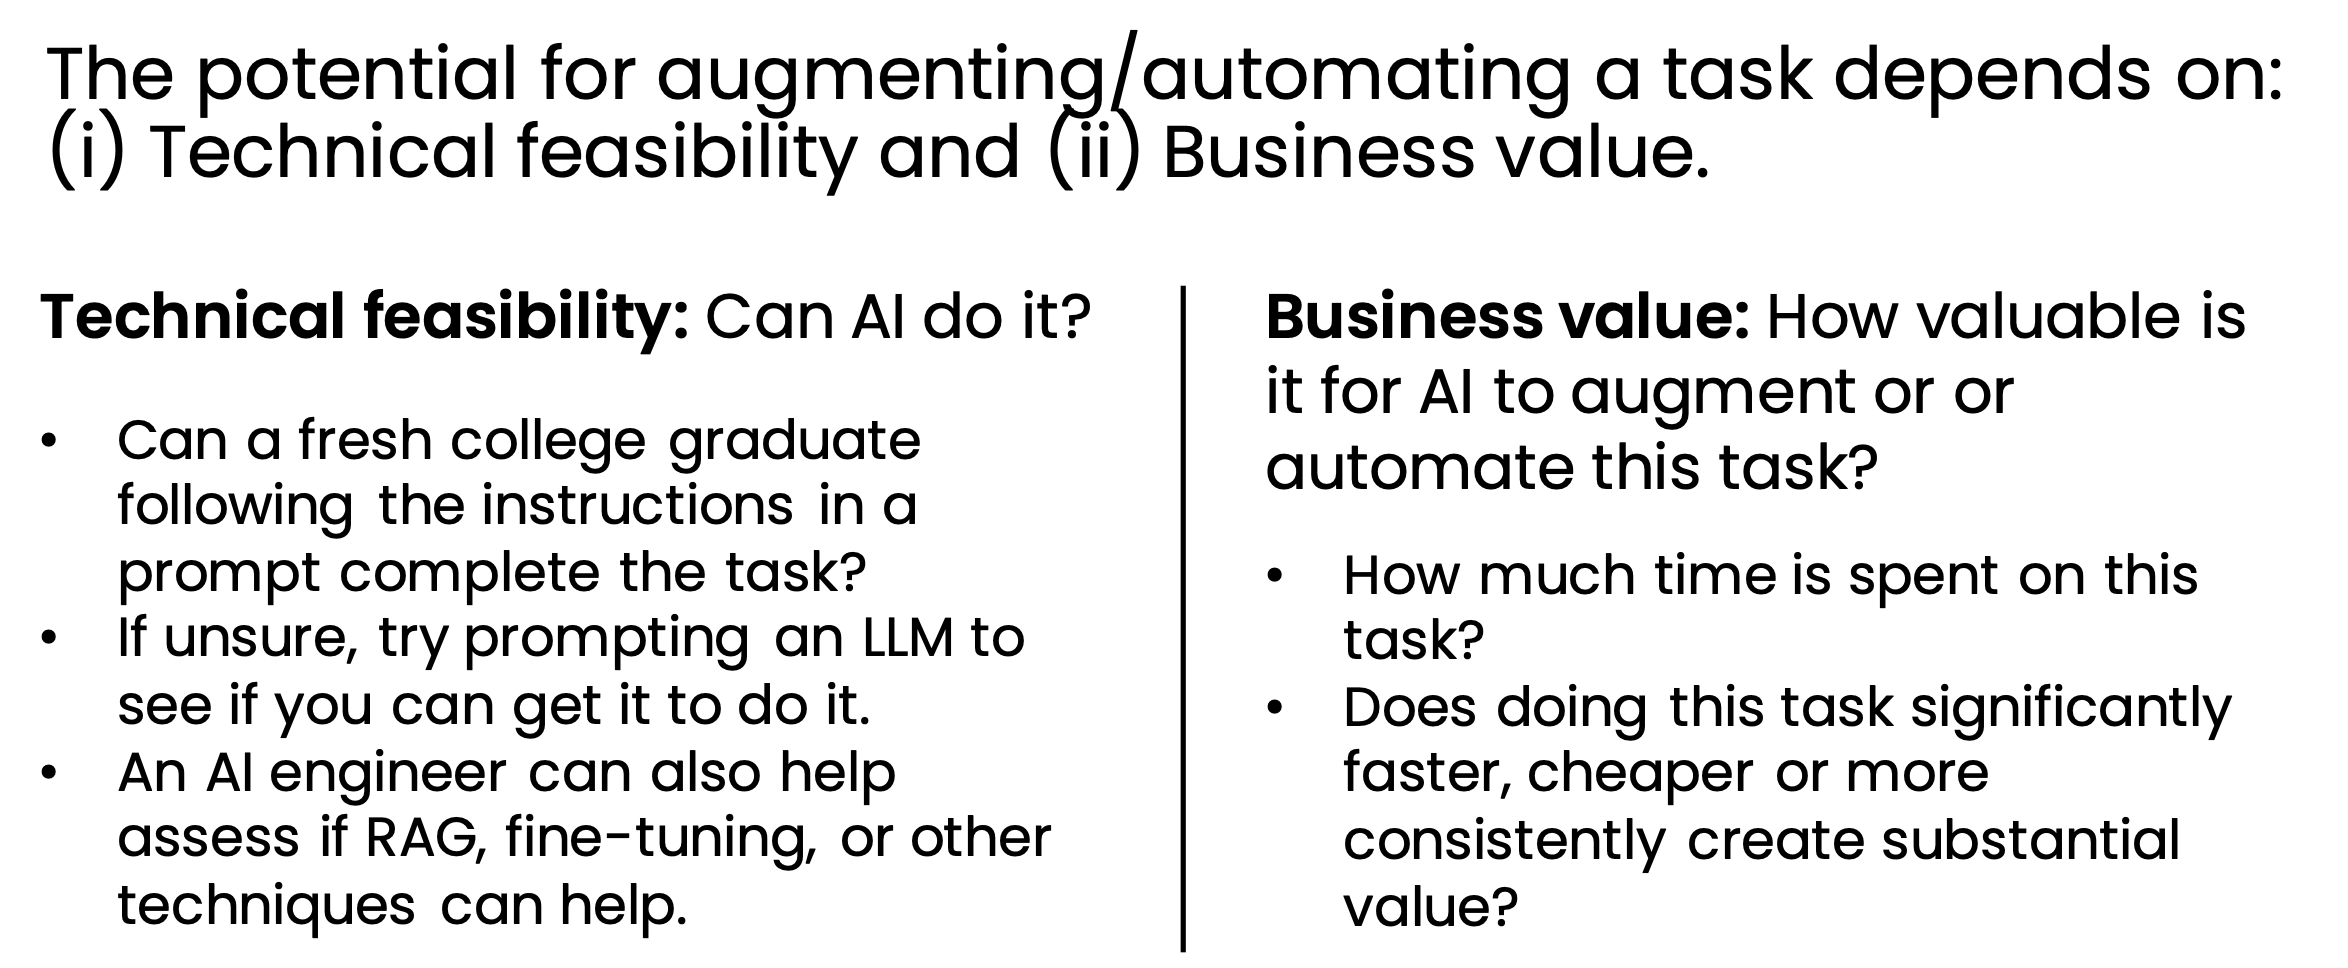 The potential for augmenting/automating a task depends on:
(i) Technical feasibility and (ii) Business value.
Technical feasibility: Can AI do it?
• Can a fresh college graduate
following the instructions in a
prompt complete the task?
• If unsure, try prompting an LLM to
see if you can get it to do it.
• An AI engineer can also help
assess if RAG, fine-tuning, or other
techniques can help.
Business value: How valuable is
it for AI to augment or or
automate this task?
• How much time is spent on this
task?
• Does doing this task significantly
faster, cheaper or more
consistently create substantial
value?